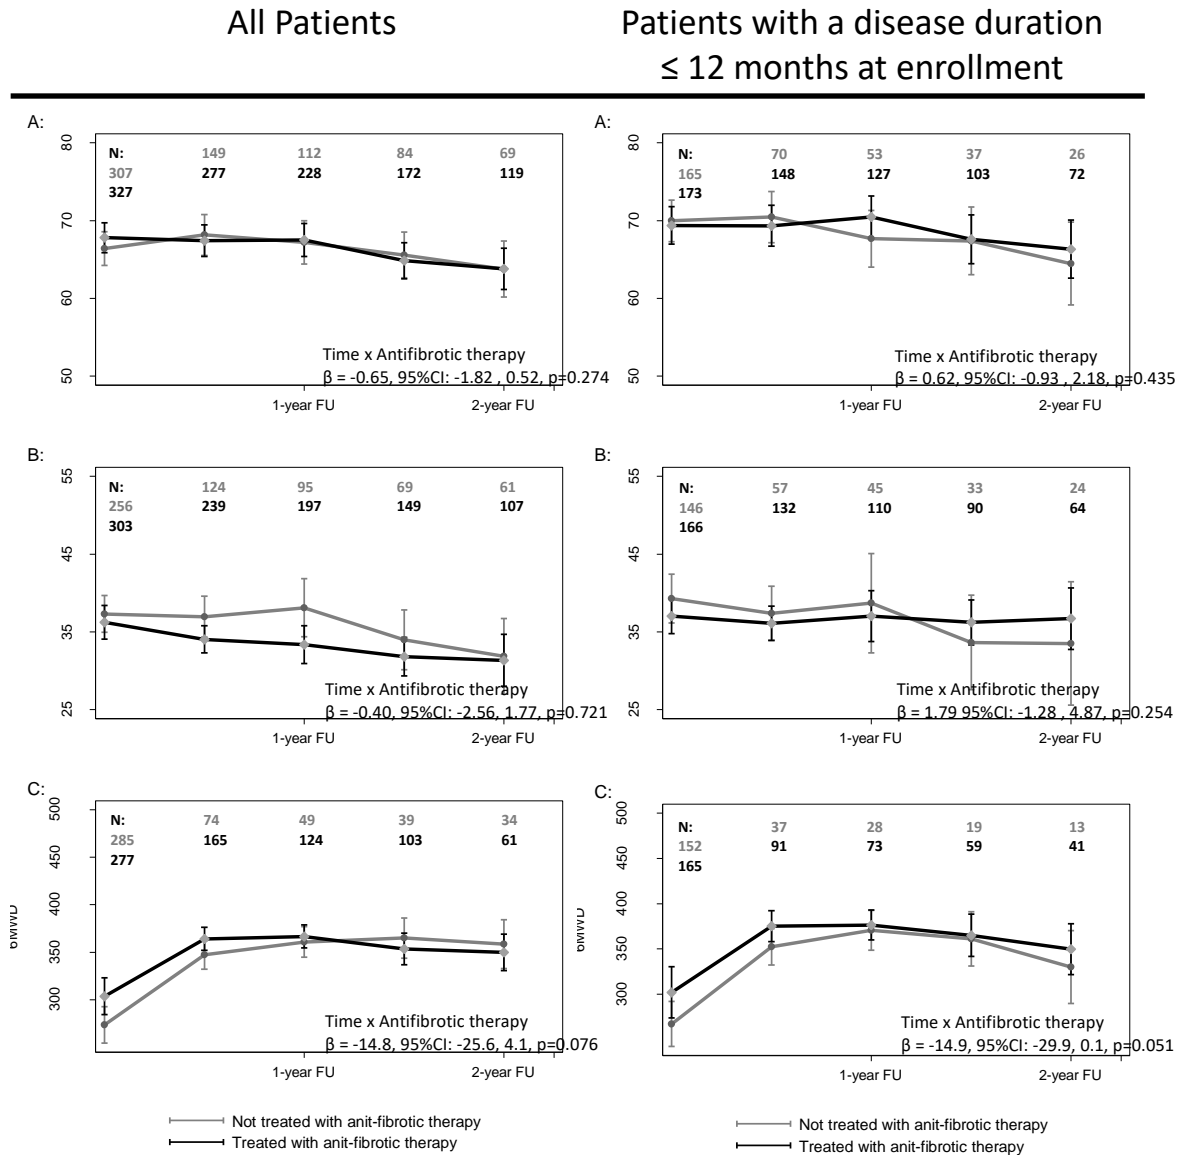 All Patients
Patients with a disease duration
≤ 12 months at enrollment
A:
80
70
60
50
N:
149
112
84
69
307
277
228
172
119
327
Time x Antifibrotic therapy
β = -0.65, 95%CI: -1.82 , 0.52, p=0.274
1-year FU
2-year FU
A:
80
70
60
50
N:
70
53
37
26
165
148
127
103
72
173
Time x Antifibrotic therapy
β = 0.62, 95%CI: -0.93 , 2.18, p=0.435
1-year FU
2-year FU
B:
55
45
35
25
N:
124
95
69
61
256
239
197
149
107
303
Time x Antifibrotic therapy
β = -0.40, 95%CI: -2.56, 1.77, p=0.721
1-year FU
2-year FU
B:
55
45
35
25
N:
57
45
33
24
146
132
110
90
64
166
Time x Antifibrotic therapy
β = 1.79 95%CI: -1.28 , 4.87, p=0.254
1-year FU
2-year FU
C:
500
450
400
350
300
6MWD
N:
74
49
39
34
285
165
124
103
61
277
Time x Antifibrotic therapy
β = -14.8, 95%CI: -25.6, 4.1, p=0.076
1-year FU
2-year FU
C:
500
450
400
350
300
6MWD
N:
37
28
19
13
152
91
73
59
41
165
Time x Antifibrotic therapy
β = -14.9, 95%CI: -29.9, 0.1, p=0.051
1-year FU
2-year FU
Not treated with anit-fibrotic therapy
Treated with anit-fibrotic therapy
Not treated with anit-fibrotic therapy
Treated with anit-fibrotic therapy